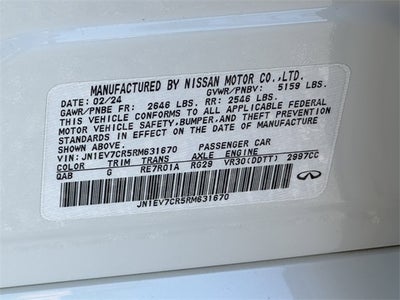 MANUFACTURED BY NISSAN MOTOR CO.,LTD.
DATE: 02/24 GVWR/PNBV: 5159 LBS.
GAWR/PNBE FR: 2646 LBS. RR: 2546 LBS.
THIS VEHICLE CONFORMS TO ALL APPLICABLE FEDERAL
MOTOR VEHICLE SAFETY,BUMPER,AND THEFT PREVENTION
STANDARDS IN EFFECT ON THE DATE OF MANUFACTURE
SHOWN ABOVE.
VIN: JN1EV7CR5RM631670 PASSENGER CAR
COLOR TRIM TRANS AXLE ENGINE
QAB G RE7R01A RG29 VR30(DDTT) 2997CC
JN1EV7CR5RM631670